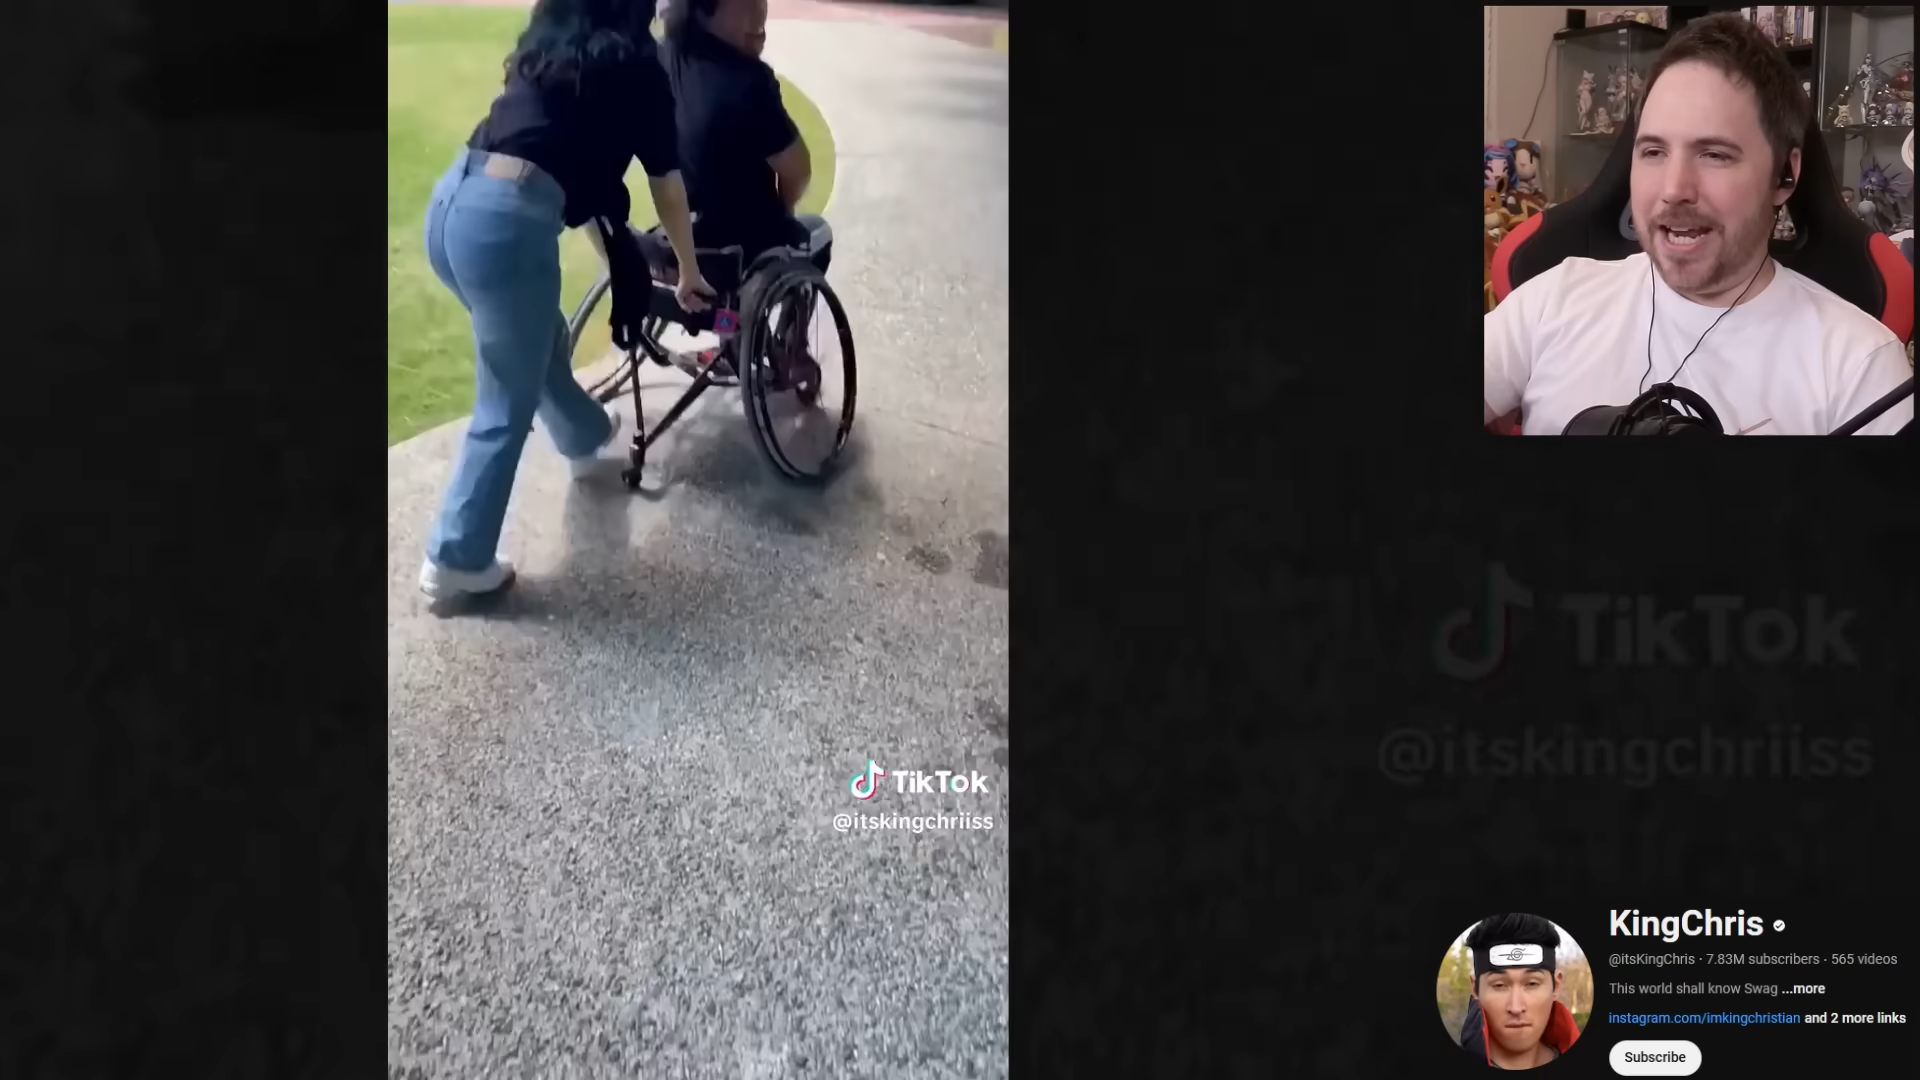 TikTok
@itskingchriiss
TikTok
@itskingchriiss
KingChris
@itsKingChris · 7.83M subscribers · 565 videos
This world shall know Swag ...more
instagram.com/imkingchristian and 2 more links
Subscribe